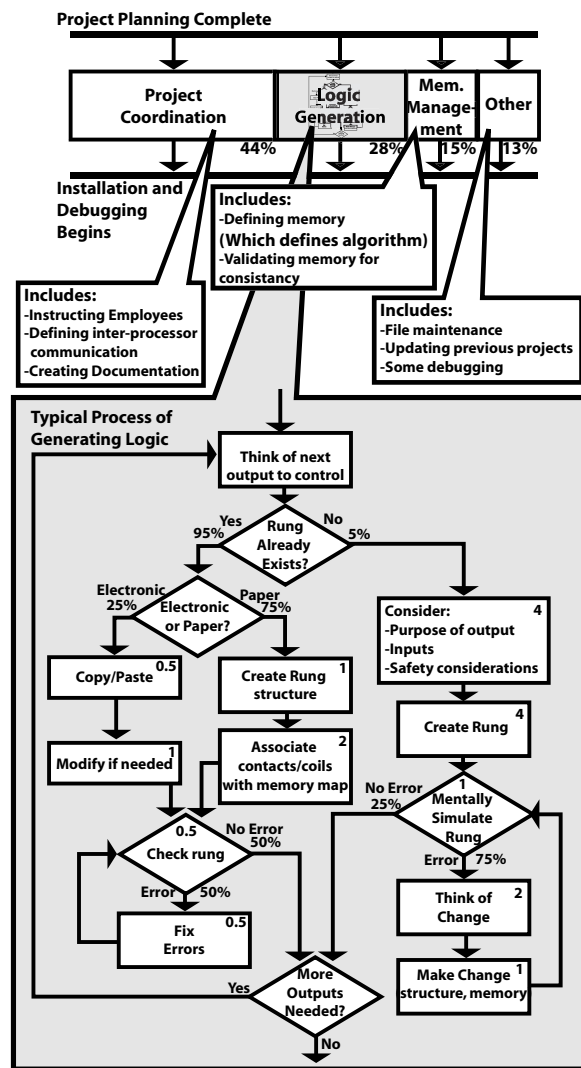 Project Planning Complete
Project
Coordination
44%
Logic
Generation
28%
Mem.
Manage-
ment
15%
Other
13%
Installation and
Debugging
Begins
Includes:
-Defining memory
(Which defines algorithm)
-Validating memory for
consistancy
Includes:
-Instructing Employees
-Defining inter-processor
communication
-Creating Documentation
Includes:
-File maintenance
-Updating previous projects
-Some debugging
Typical Process of
Generating Logic
Think of next
output to control
Yes
95%
Rung
Already
Exists?
No
5%
Electronic
25%
Electronic
or Paper?
Paper
75%
Consider:
4
-Purpose of output
-Inputs
-Safety considerations
0.5
Copy/Paste
1
Create Rung
structure
4
Create Rung
1
Modify if needed
2
Associate
contacts/coils
with memory map
No Error
25%
1
Mentally
Simulate
Rung
Error
75%
0.5
Check rung
No Error
50%
Error
50%
2
Think of
Change
0.5
Fix
Errors
Yes
More
Outputs
Needed?
Make Change
1
structure, memory
No